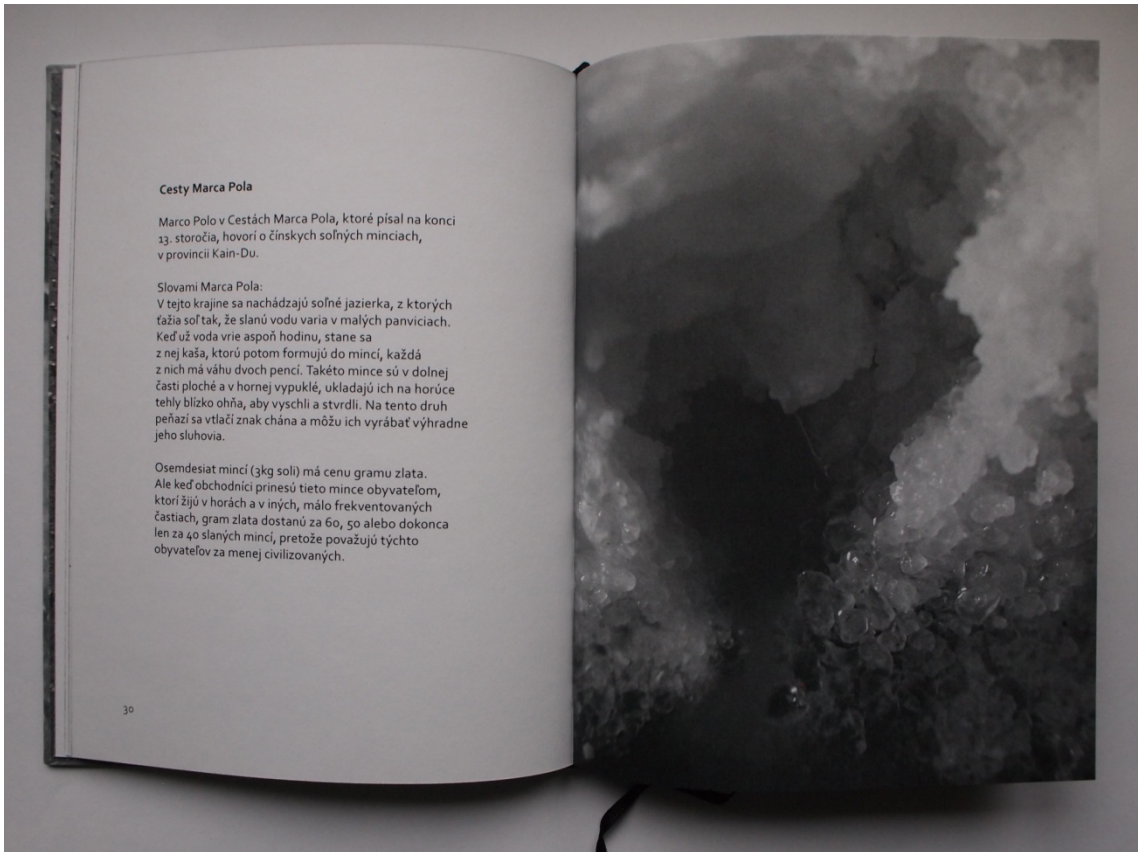 Cesty Marca Pola
Marco Polo v Cestách Marca Pola, ktoré písal na konci
13. storočia, hovorí o čínskych soľných minciach,
v provincii Kain-Du.
Slovami Marca Pola:
V tejto krajine sa nachádzajú soľné jazierka, z ktorých
ťažia soľ tak, že slanú vodu varia v malých panviciach.
Keď už voda vrie aspoň hodinu, stane sa
z nej kaša, ktorú potom formujú do mincí, každá
z nich má váhu dvoch pencí. Takéto mince sú v dolnej
časti ploché a v hornej vypuklé, ukladajú ich na horúce
tehly blízko ohňa, aby vyschli a stvrdli. Na tento druh
peňazí sa vtlačí znak chána a môžu ich vyrábať výhradne
jeho sluhovia.
Osemdesiat mincí (3kg soli) má cenu gramu zlata.
Ale keď obchodníci prinesú tieto mince obyvateľom,
ktorí žijú v horách a v iných, málo frekventovaných
častiach, gram zlata dostanú za 60, 50 alebo dokonca
len za 40 slaných mincí, pretože považujú týchto
obyvateľov za menej civilizovaných.
30